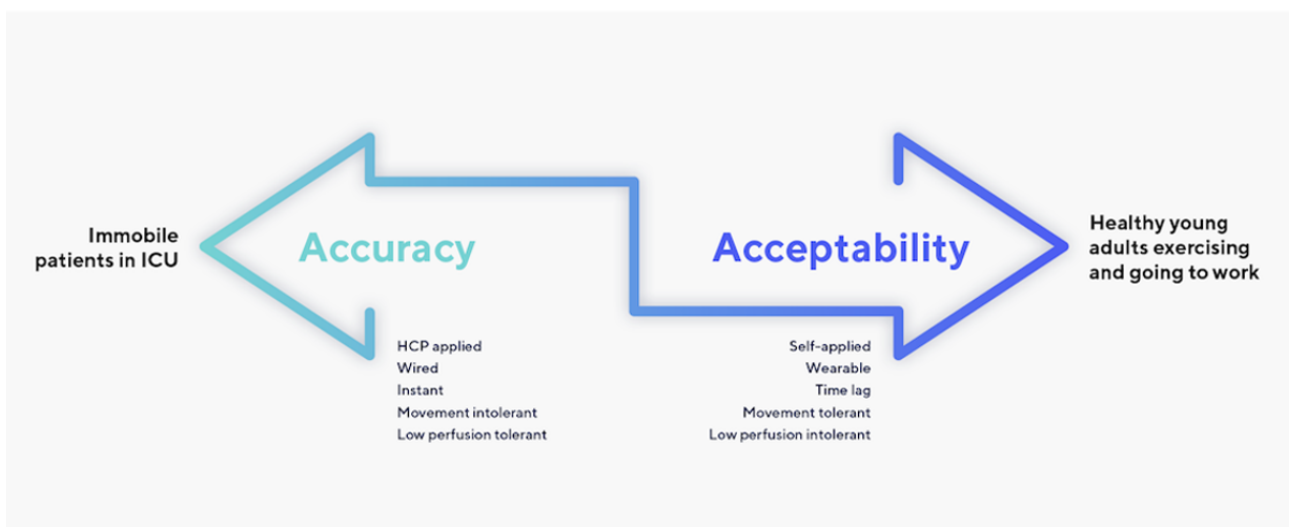 Immobile
patients in ICU
Accuracy
HCP applied
Wired
Instant
Movement intolerant
Low perfusion tolerant
Acceptability
Self-applied
Wearable
Time lag
Movement tolerant
Low perfusion intolerant
Healthy young
adults exercising
and going to work